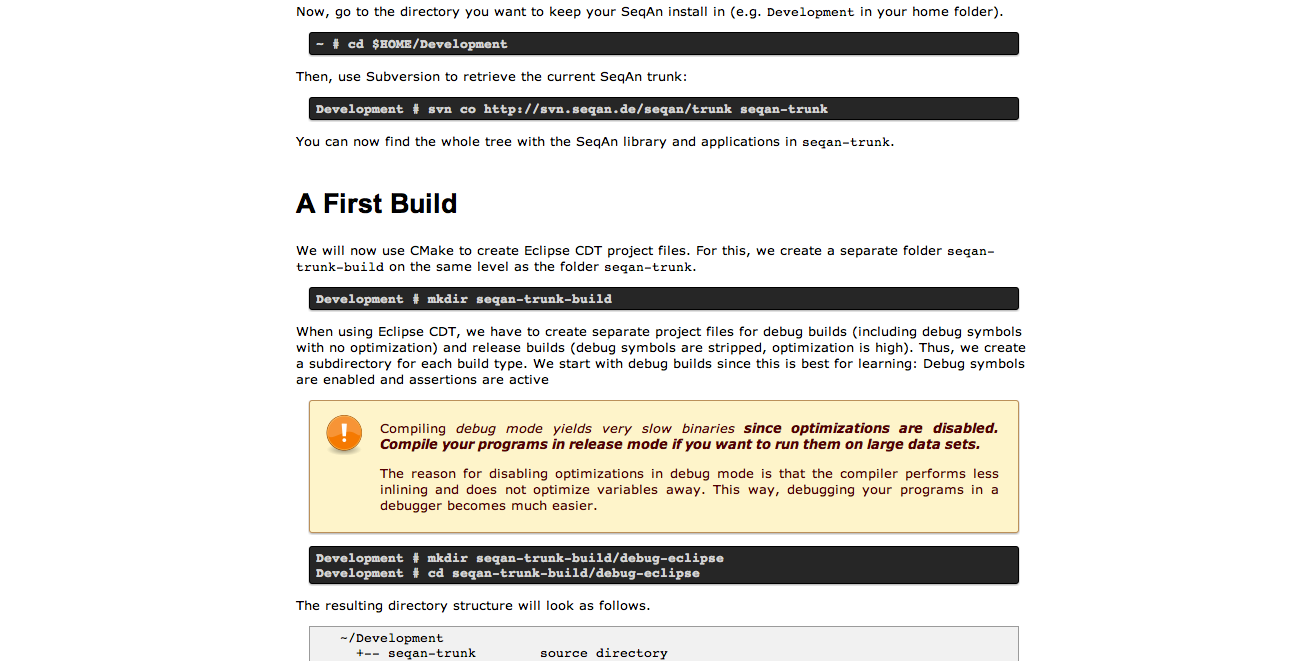 Now, go to the directory you want to keep your SeqAn install in (e.g. Development in your home folder).
~ # cd $HOME/Development
Then, use Subversion to retrieve the current SeqAn trunk:
Development # svn co http://svn.seqan.de/seqan/trunk seqan-trunk
You can now find the whole tree with the SeqAn library and applications in seqan-trunk.
A First Build
We will now use CMake to create Eclipse CDT project files. For this, we create a separate folder seqan-
trunk-build on the same level as the folder seqan-trunk.
Development # mkdir seqan-trunk-build
When using Eclipse CDT, we have to create separate project files for debug builds (including debug symbols
with no optimization) and release builds (debug symbols are stripped, optimization is high). Thus, we create
a subdirectory for each build type. We start with debug builds since this is best for learning: Debug symbols
are enabled and assertions are active
Compiling debug mode yields very slow binaries since optimizations are disabled.
Compile your programs in release mode if you want to run them on large data sets.
The reason for disabling optimizations in debug mode is that the compiler performs less
inlining and does not optimize variables away. This way, debugging your programs in a
debugger becomes much easier.
Development # mkdir seqan-trunk-build/debug-eclipse
Development # cd seqan-trunk-build/debug-eclipse
The resulting directory structure will look as follows.
~/Development
+-- seqan-trunk source directory